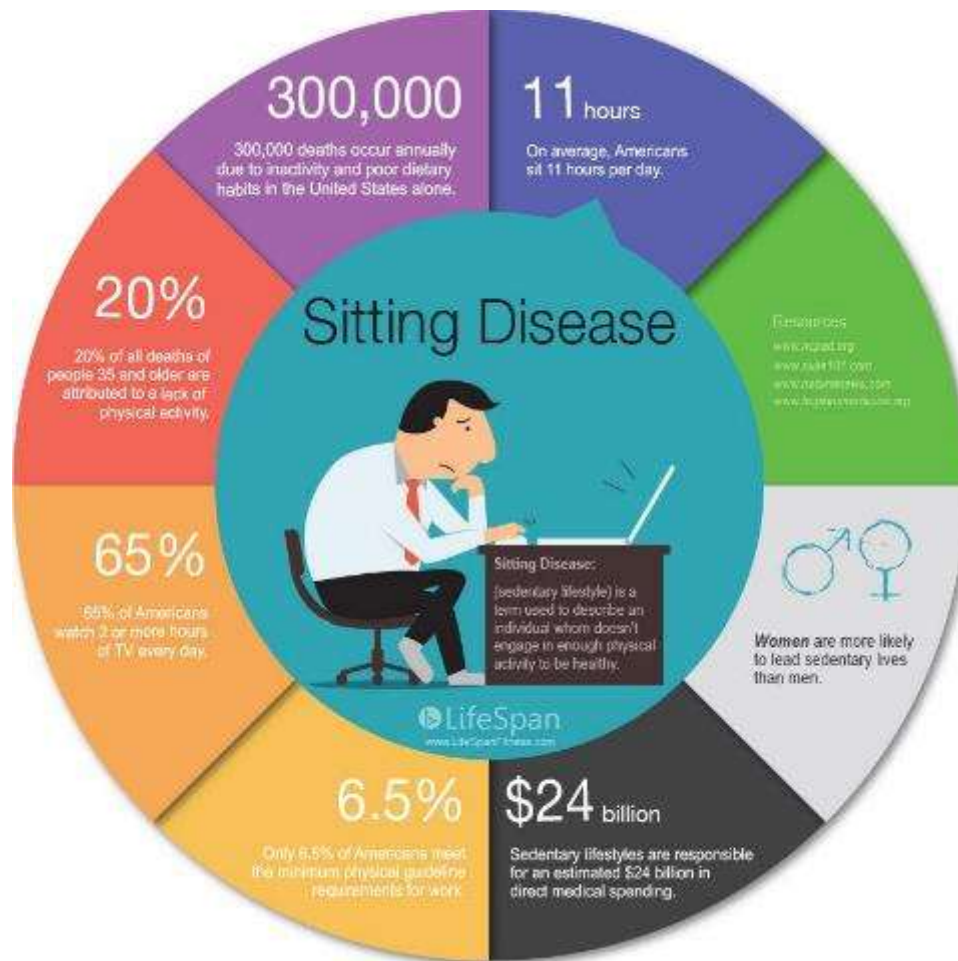 300,000
300,000 deaths occur annually
due to inactivity and poor dietary
habits in the United States alone.
11 hours
On average, Americans
sit 11 hours per day.
20%
20% of all deaths of
people 35 and older are
attributed to a lack of
physical activity.
Sitting Disease
Resources
65%
65% of Americans
watch 2 or more hours
of TV every day.
Sitting Disease:
(sedentary lifestyle) is a
term used to describe an
individual whom doesn't
engage in enough physical
activity to be healthy.
Women are more likely
to lead sedentary lives
than men.
LifeSpan
www.LifeSpanFitness.com
6.5%
Only 6.5% of Americans meet
the minimum physical guideline
requirements for work.
$24 billion
Sedentary lifestyles are responsible
for an estimated $24 billion in
direct medical spending.